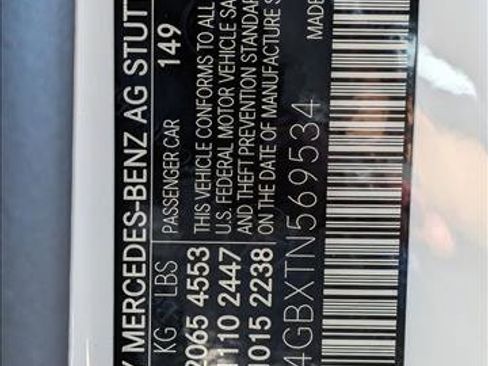 MERCEDES-BENZ AG STUTT
KG LBS PASSENGER CAR 149
2065 4553 THIS VEHICLE CONFORMS TO ALL
1110 2447 U.S. FEDERAL MOTOR VEHICLE SA
AND THEFT PREVENTION STANDAR
1015 2238 ON THE DATE OF MANUFACTURE S
4GBXTN569534 MADE